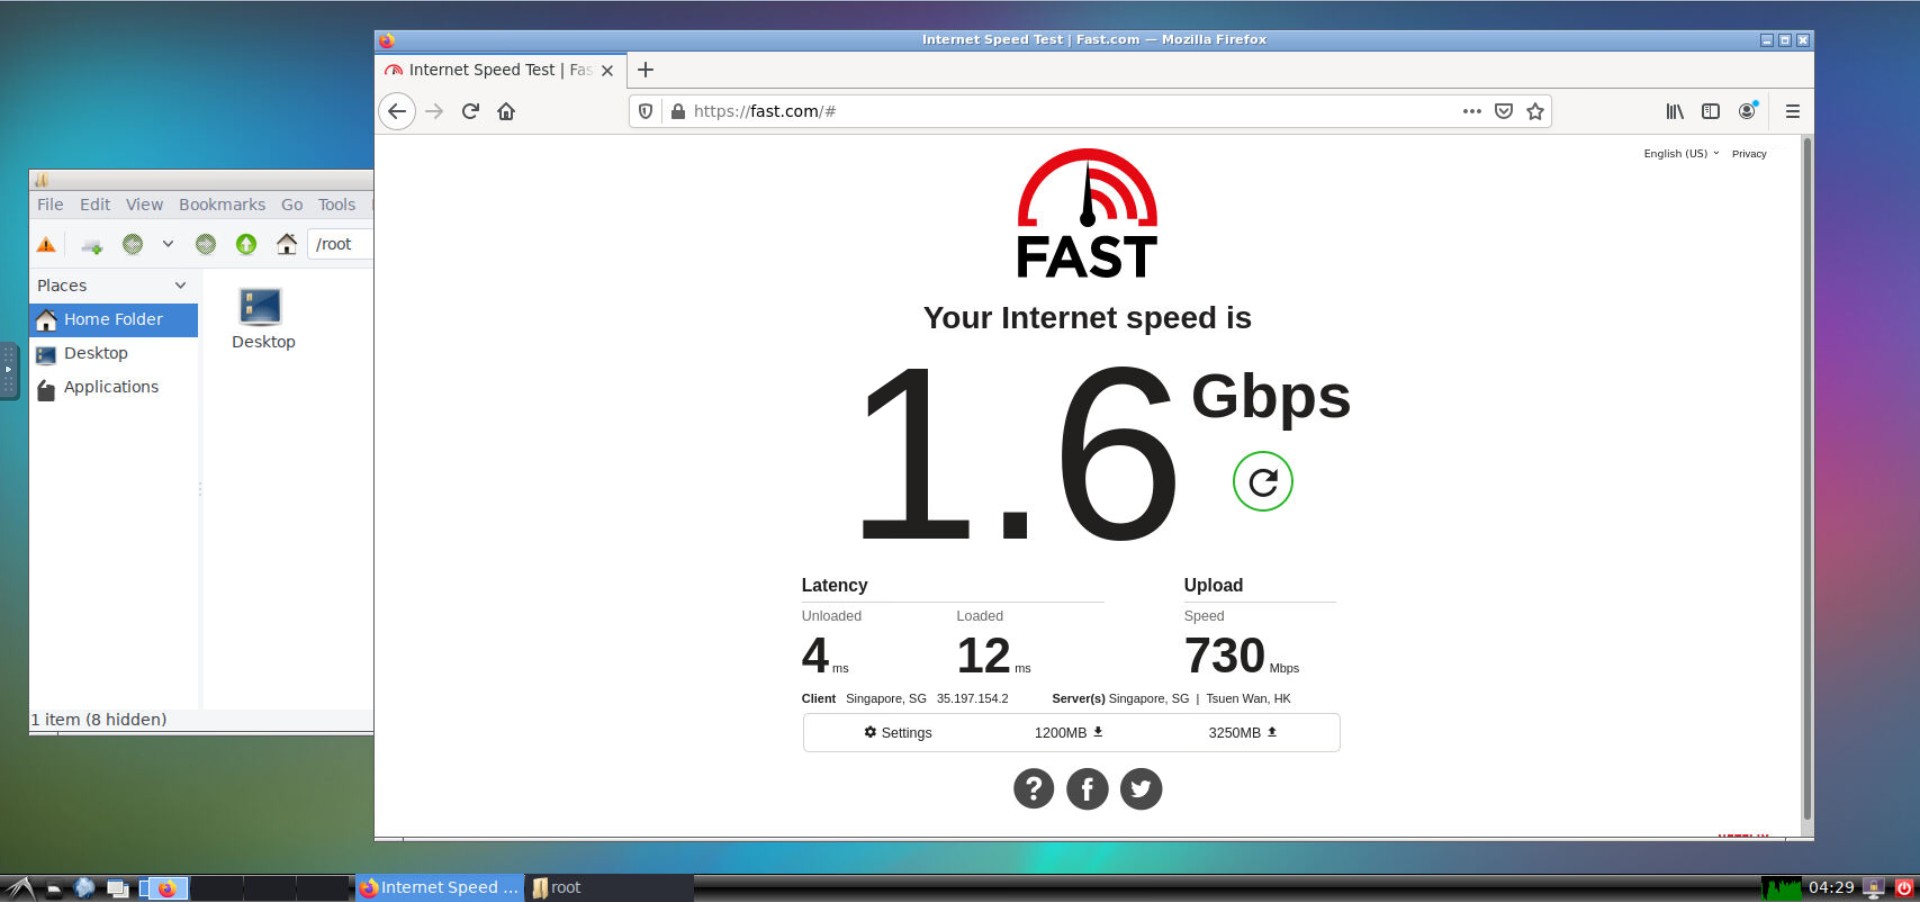 Internet Speed Test | Fast.com — Mozilla Firefox
Internet Speed Test | Fas
https://fast.com/#
English (US) Privacy
FAST
Your Internet speed is
1.6 Gbps
Latency
Unloaded Loaded
4 ms 12 ms
Upload
Speed
730 Mbps
Client Singapore, SG 35.197.154.2 Server(s) Singapore, SG | Tsuen Wan, HK
Settings 1200MB 3250MB
File Edit View Bookmarks Go Tools
/root
Places
Home Folder
Desktop
Applications
Desktop
1 item (8 hidden)
Internet Speed ... root 04:29